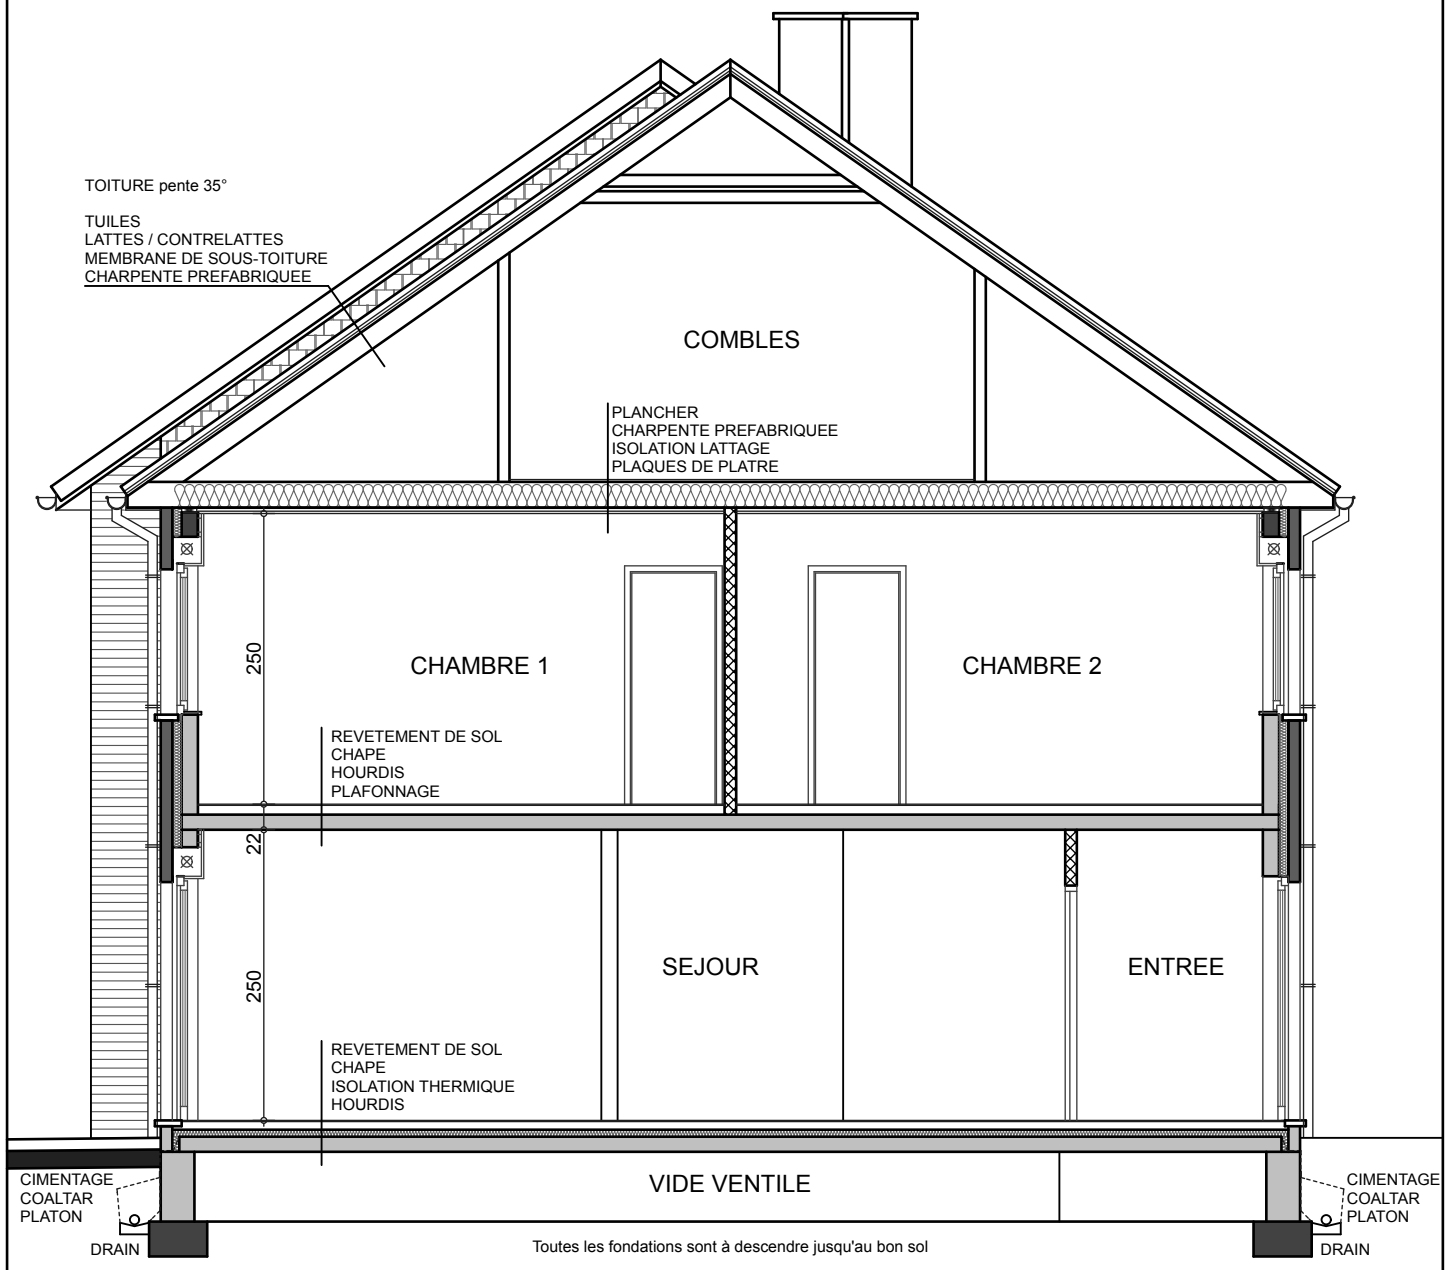 TOITURE pente 35°
TUILES
LATTES / CONTRELATTES
MEMBRANE DE SOUS-TOITURE
CHARPENTE PREFABRIQUEE
COMBLES
PLANCHER
CHARPENTE PREFABRIQUEE
ISOLATION LATTAGE
PLAQUES DE PLATRE
250
CHAMBRE 1
CHAMBRE 2
REVETEMENT DE SOL
CHAPE
HOURDIS
PLAFONNAGE
22
250
SEJOUR
ENTREE
REVETEMENT DE SOL
CHAPE
ISOLATION THERMIQUE
HOURDIS
CIMENTAGE
COALTAR
PLATON
DRAIN
VIDE VENTILE
CIMENTAGE
COALTAR
PLATON
DRAIN
Toutes les fondations sont à descendre jusqu'au bon sol